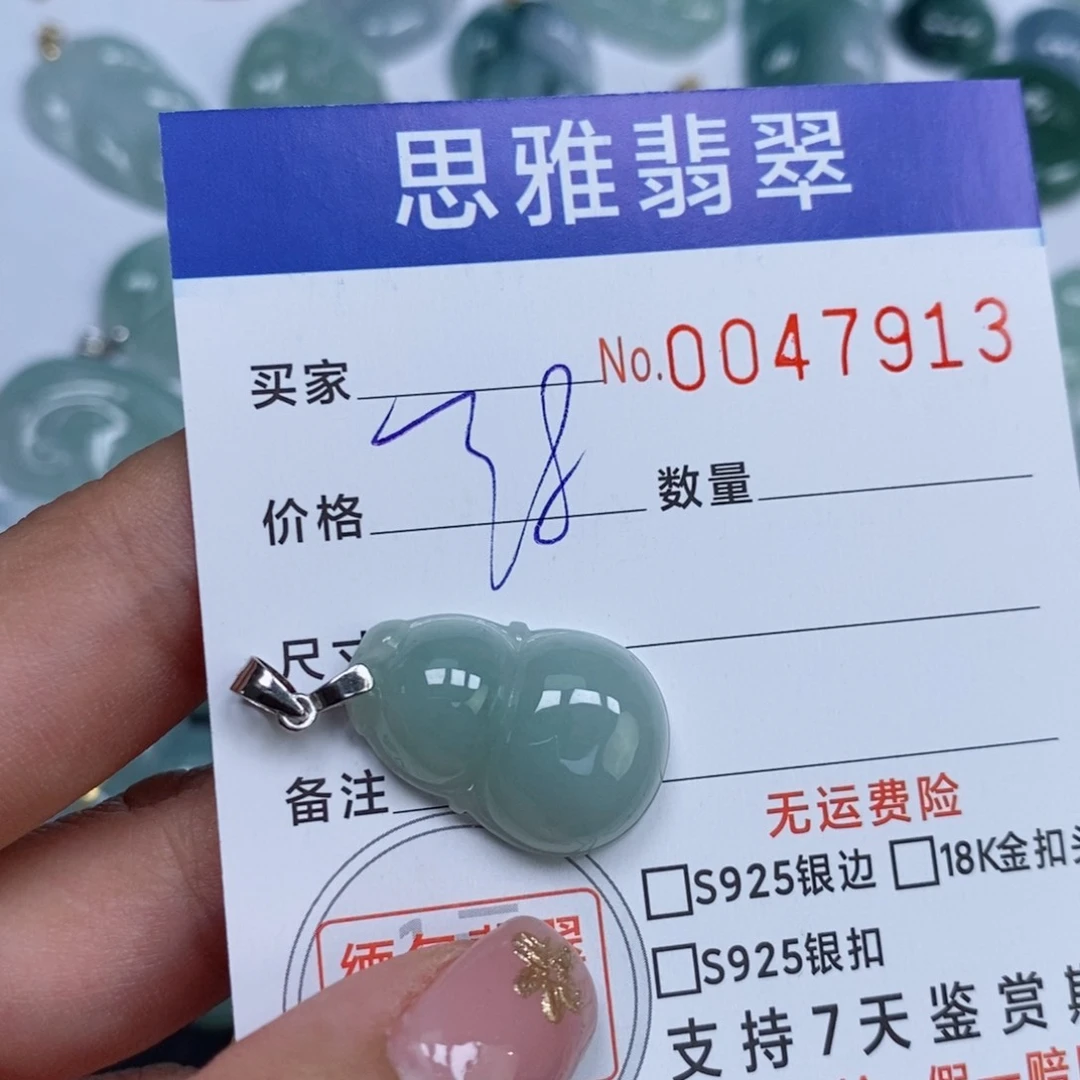 思雅翡翠
No.0047913
买家
价格
数量
尺寸
备注
无运费险
□S925银边 □18K金扣
□S925银扣
支持7天鉴赏